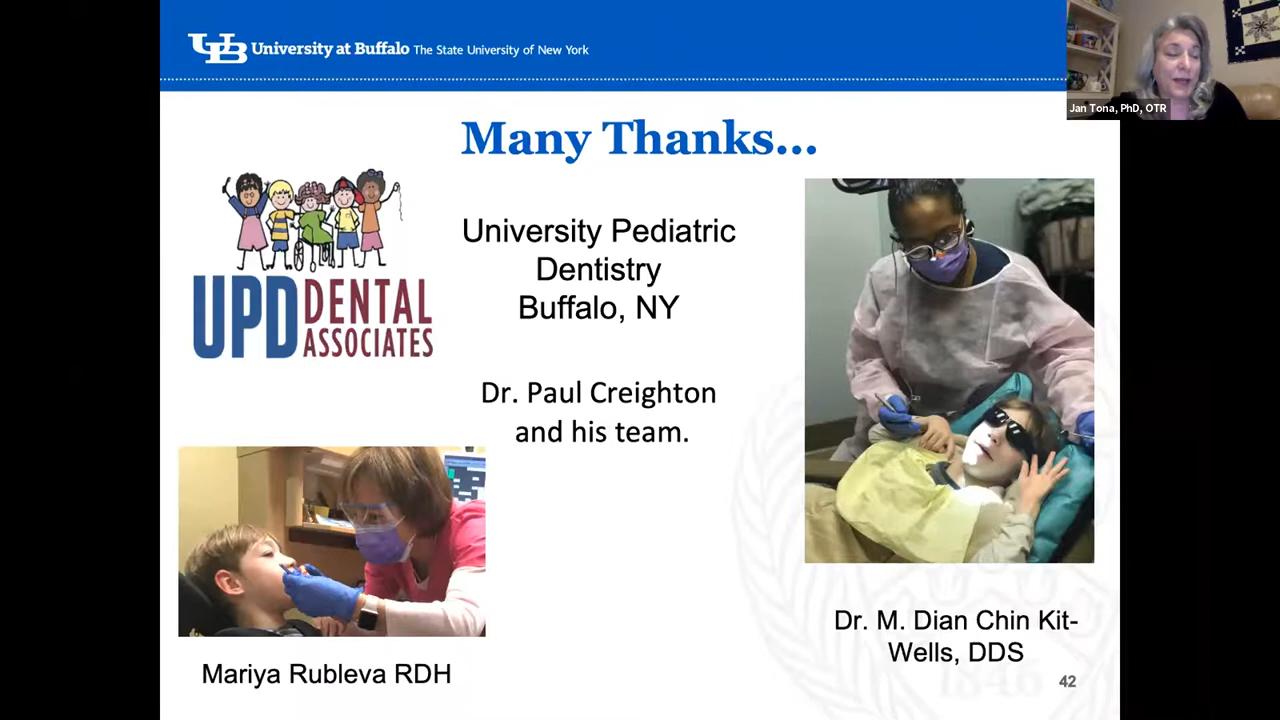 UB University at Buffalo The State University of New York
Jan Tona, PhD, OTR
Many Thanks...
UPD DENTAL
ASSOCIATES
University Pediatric
Dentistry
Buffalo, NY
Dr. Paul Creighton
and his team.
Mariya Rubleva RDH
Dr. M. Dian Chin Kit-
Wells, DDS
1846
42